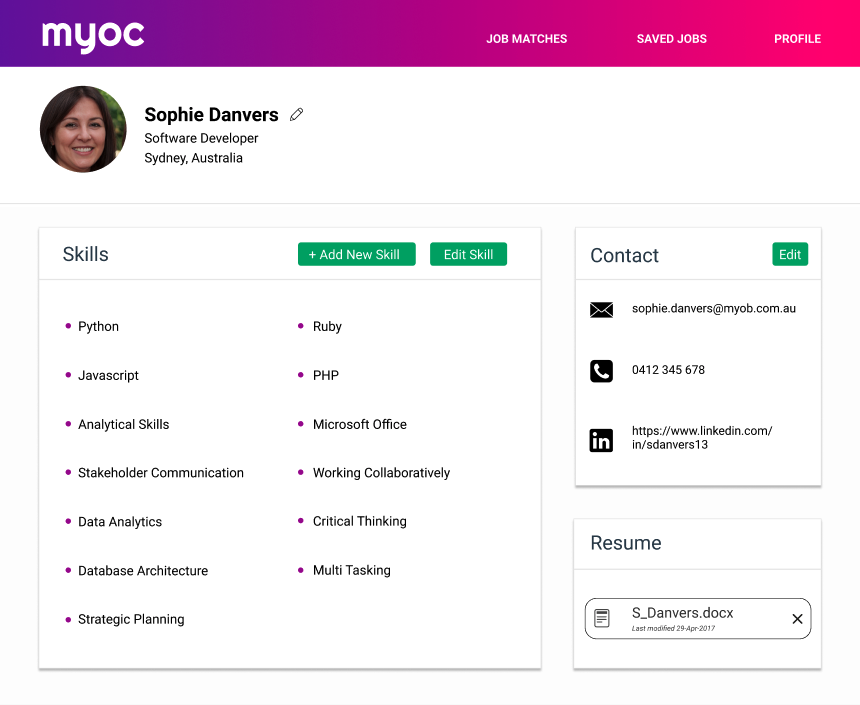 myoc
JOB MATCHES
SAVED JOBS
PROFILE
Sophie Danvers
Software Developer
Sydney, Australia
Skills
+ Add New Skill
Edit Skill
Python
Ruby
Javascript
PHP
Analytical Skills
Microsoft Office
Stakeholder Communication
Working Collaboratively
Data Analytics
Critical Thinking
Database Architecture
Multi Tasking
Strategic Planning
Contact
Edit
sophie.danvers@myob.com.au
0412 345 678
in
https://www.linkedin.com/
in/sdanvers13
Resume
S_Danvers.docx
Last modified 29-Apr-2017